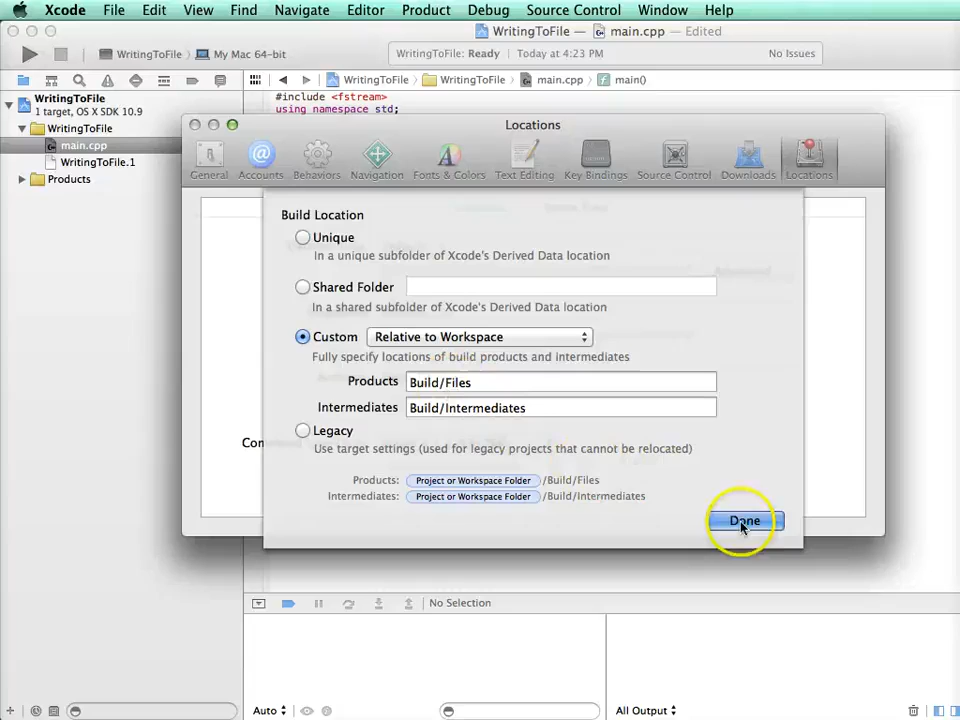 Xcode File Edit View Find Navigate Editor Product Debug Source Control Window Help
WritingToFile — main.cpp — Edited
WritingToFile My Mac 64-bit WritingToFile: Ready Today at 4:23 PM No Issues
WritingToFile WritingToFile main.cpp main()
WritingToFile
1 target, OS X SDK 10.9
WritingToFile
main.cpp
WritingToFile.1
Products
#include <fstream>
using namespace std;
Locations
General Accounts Behaviors Navigation Fonts & Colors Text Editing Key Bindings Source Control Downloads Locations
Build Location
Unique
In a unique subfolder of Xcode's Derived Data location
Shared Folder
In a shared subfolder of Xcode's Derived Data location
Custom Relative to Workspace
Fully specify locations of build products and intermediates
Products Build/Files
Intermediates Build/Intermediates
Legacy
Use target settings (used for legacy projects that cannot be relocated)
Products: Project or Workspace Folder /Build/Files
Intermediates: Project or Workspace Folder /Build/Intermediates
Done
No Selection
Auto All Output